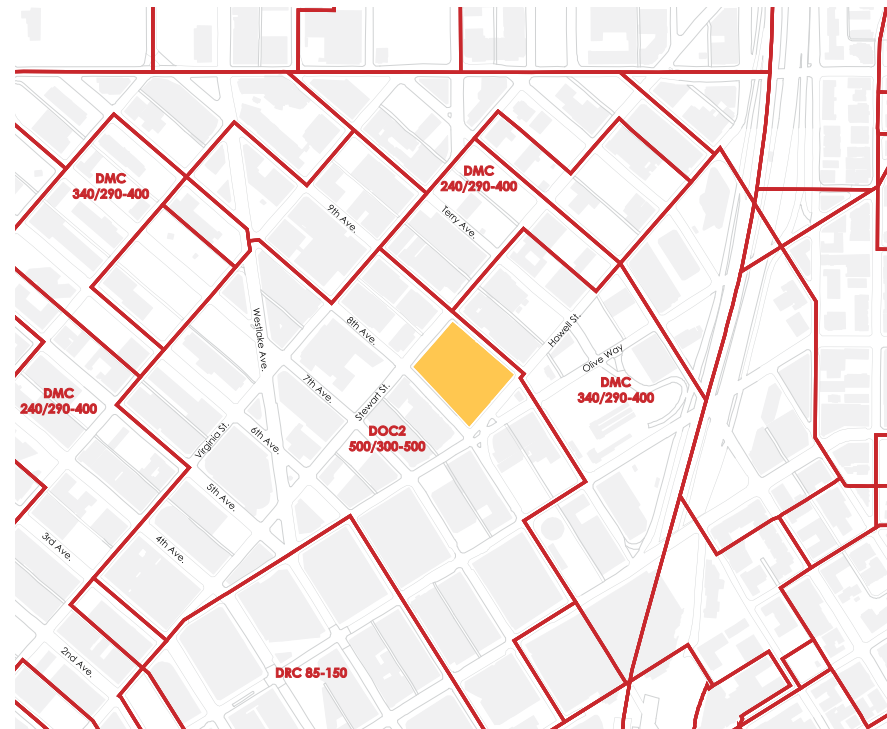 DMC
340/290-400
DMC
240/290-400
9th Ave.
Terry Ave.
Westlake Ave.
8th Ave.
Howell St.
Olive Way
7th Ave.
Stewart St.
DMC
340/290-400
DMC
240/290-400
DOC2
500/300-500
Virginia St.
6th Ave.
5th Ave.
4th Ave.
3rd Ave.
2nd Ave.
DRC 85-150